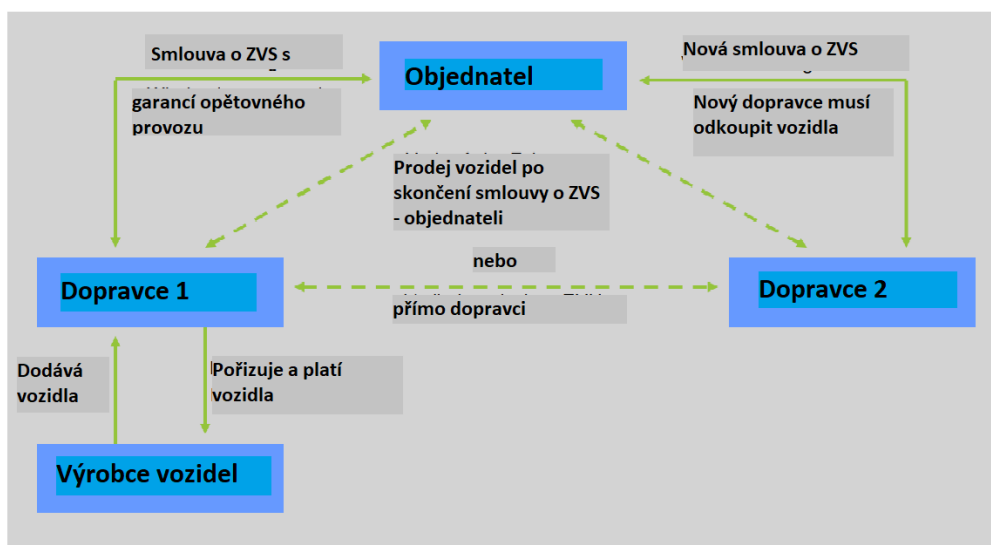 Smlouva o ZVS s
garancí opětovného
provozu
Objednatel
Nová smlouva o ZVS
Nový dopravce musí
odkoupit vozidla
Prodej vozidel po
skončení smlouvy o ZVS
- objednateli
nebo
přímo dopravci
Dopravce 1
Dopravce 2
Dodává
vozidla
Pořizuje a platí
vozidla
Výrobce vozidel